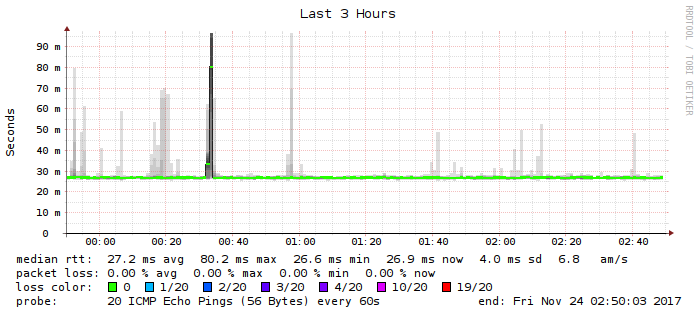 Last 3 Hours
RRDTOOL / TOBI OETIKER
Seconds
90 m
80 m
70 m
60 m
50 m
40 m
30 m
20 m
10 m
0
00:00 00:20 00:40 01:00 01:20 01:40 02:00 02:20 02:40
median rtt: 27.2 ms avg 80.2 ms max 26.6 ms min 26.9 ms now 4.0 ms sd 6.8 am/s
packet loss: 0.00 % avg 0.00 % max 0.00 % min 0.00 % now
loss color: 0 1/20 2/20 3/20 4/20 10/20 19/20
probe: 20 ICMP Echo Pings (56 Bytes) every 60s end: Fri Nov 24 02:50:03 2017